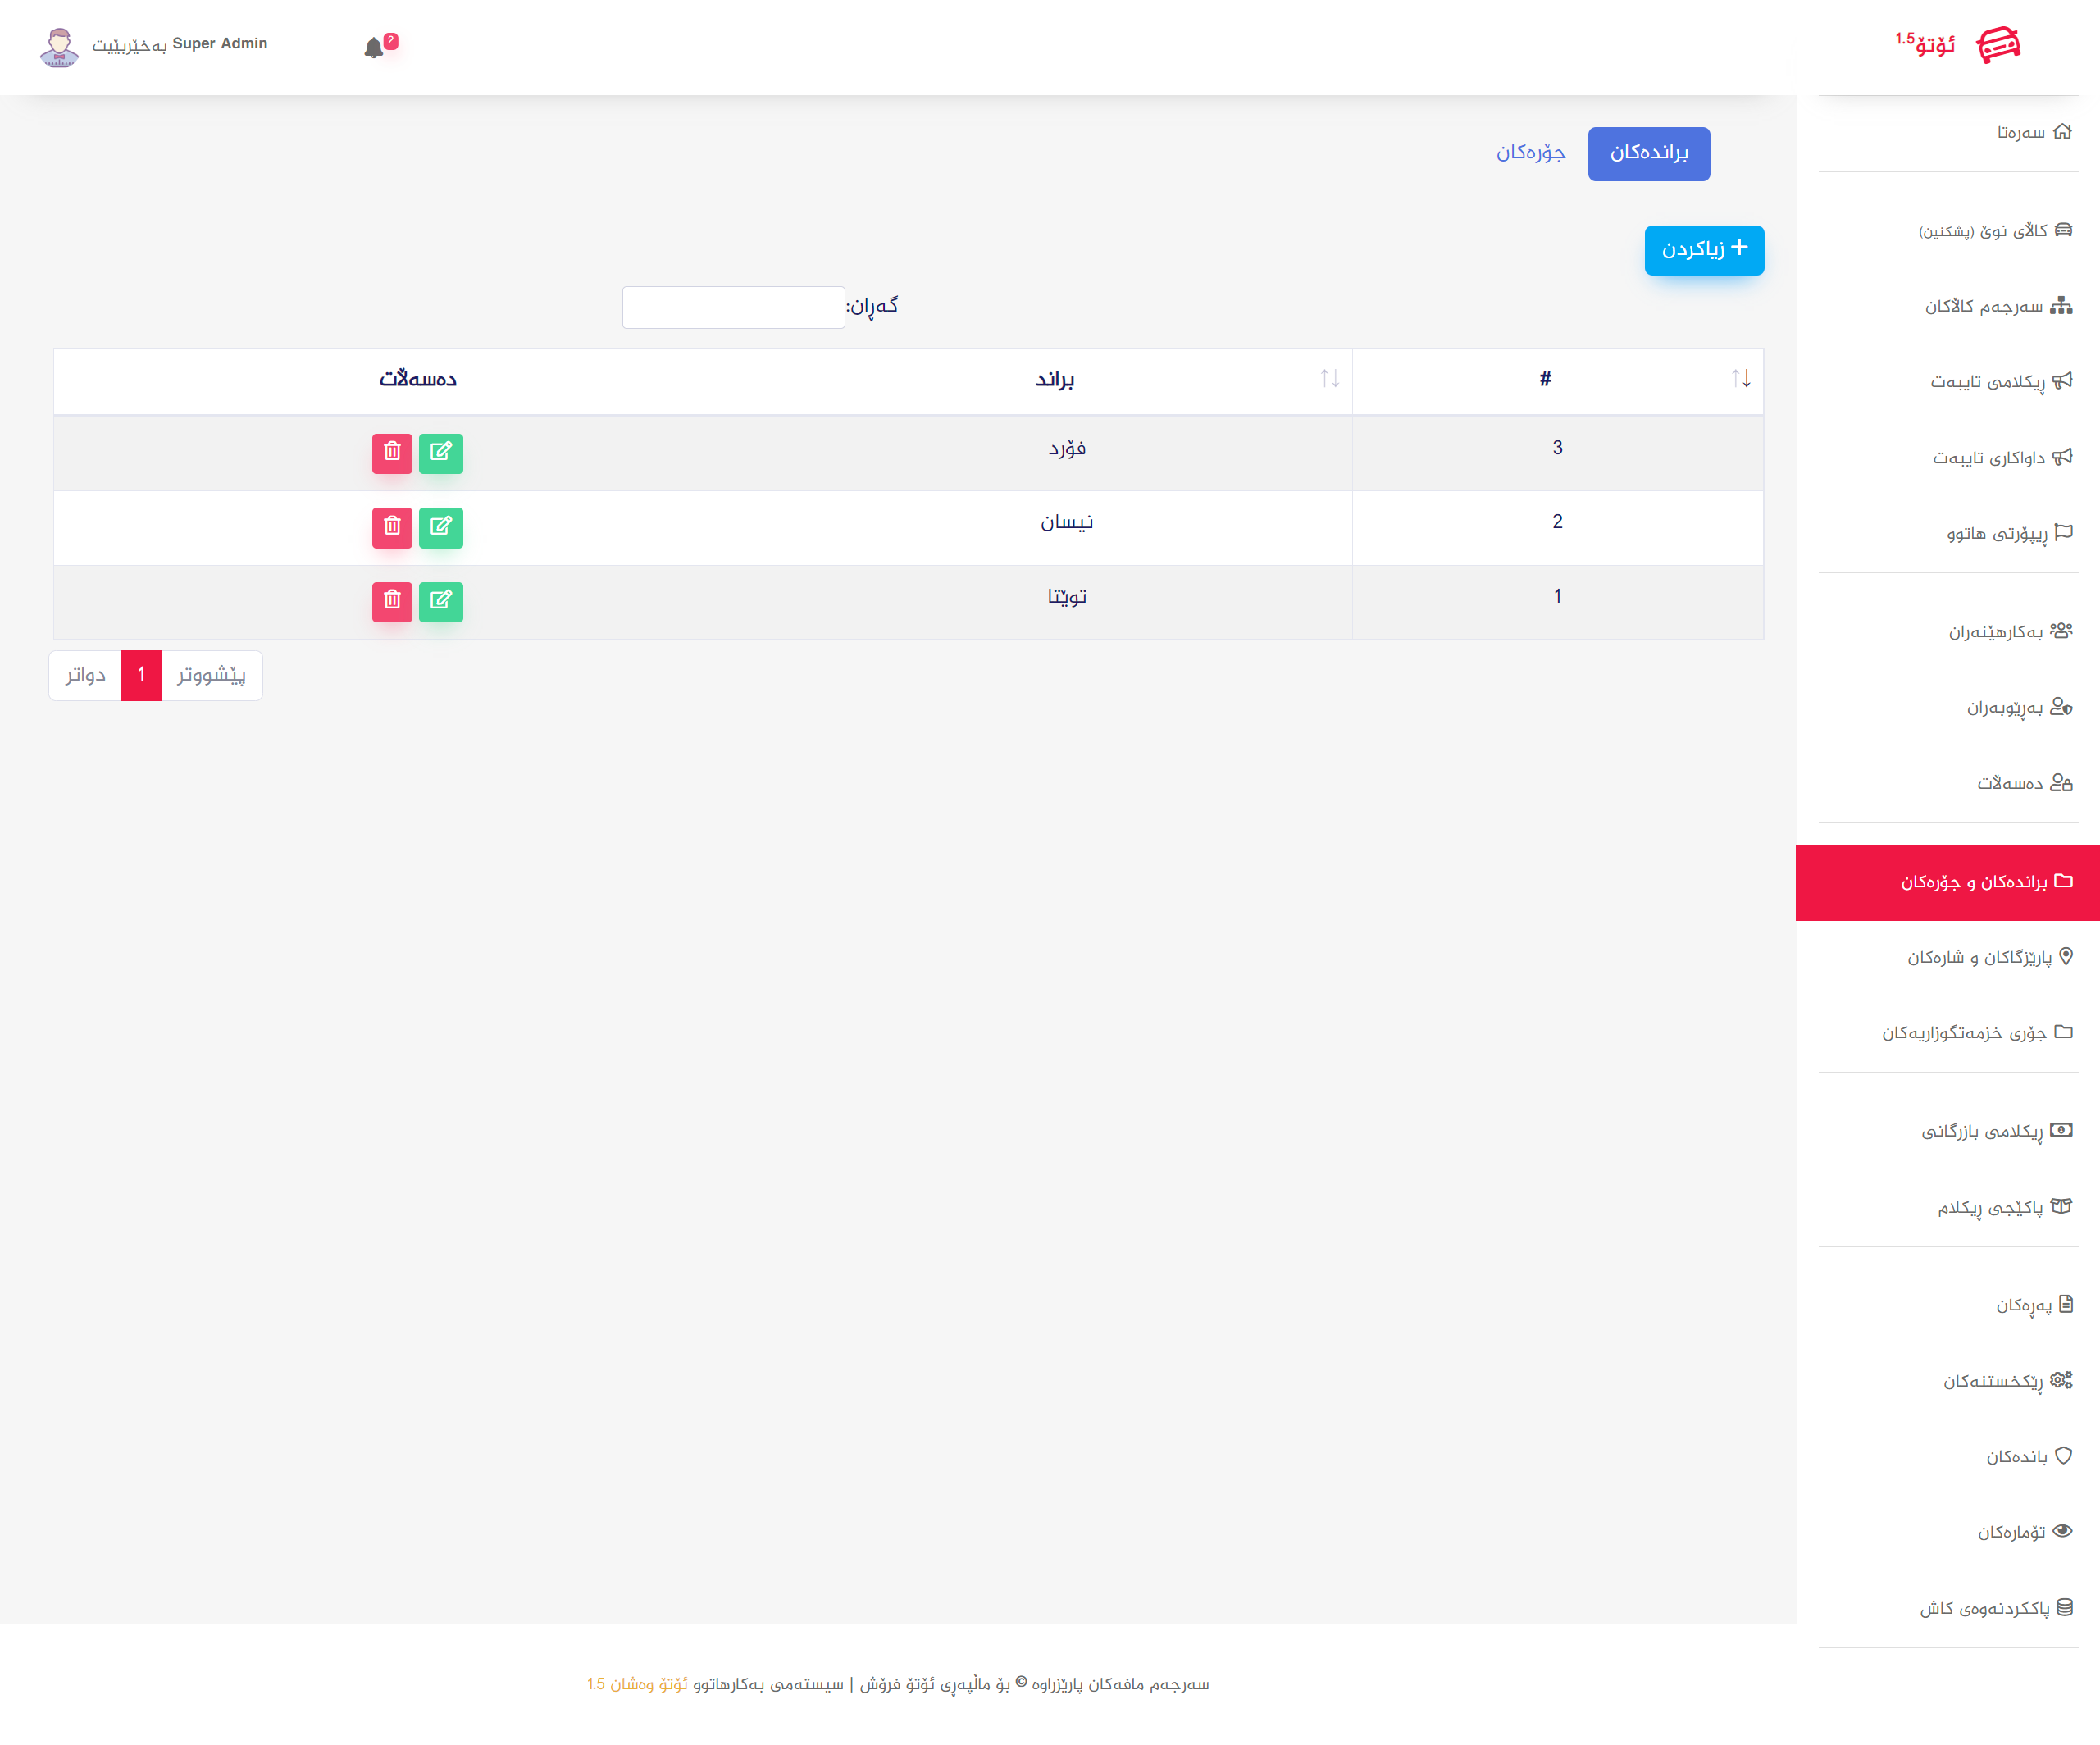 ئۆتۆ1.5
2
Super Admin بەخێربێیت
سەرەتا
کاڵای نوێ (پشکنین)
سەرجەم کاڵاکان
ڕیکلامی تایبەت
داواکاری تایبەت
ڕیپۆرتی هاتوو
بەکارهێنەران
بەڕێوبەران
دەسەڵات
براندەکان و جۆرەکان
پارێزگاکان و شارەکان
جۆری خزمەتگوزاریەکان
ڕیکلامی بازرگانی
پاکێجی ڕیکلام
پەڕەکان
ڕێکخستنەکان
باندەکان
تۆمارەکان
پاککردنەوەی کاش
براندەکان جۆرەکان
+ زیاکردن
گەڕان:
# براند دەسەڵات
3 فۆرد
2 نیسان
1 توێتا
پێشووتر 1 دواتر
سەرجەم مافەکان پارێزراوە © بۆ ماڵپەڕی ئۆتۆ فرۆش | سیستەمی بەکارهاتوو ئۆتۆ وەشان 1.5